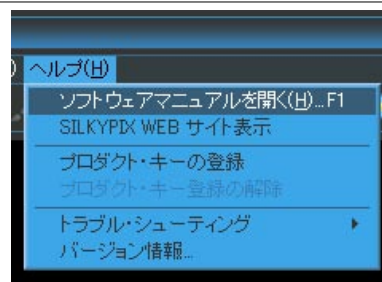 ) ヘルプ(H)
ソフトウェアマニュアルを開く(H)...F1
SILKYPIX WEB サイト表示
プロダクト・キーの登録
プロダクト・キー登録の解除
トラブル・シューティング
バージョン情報...